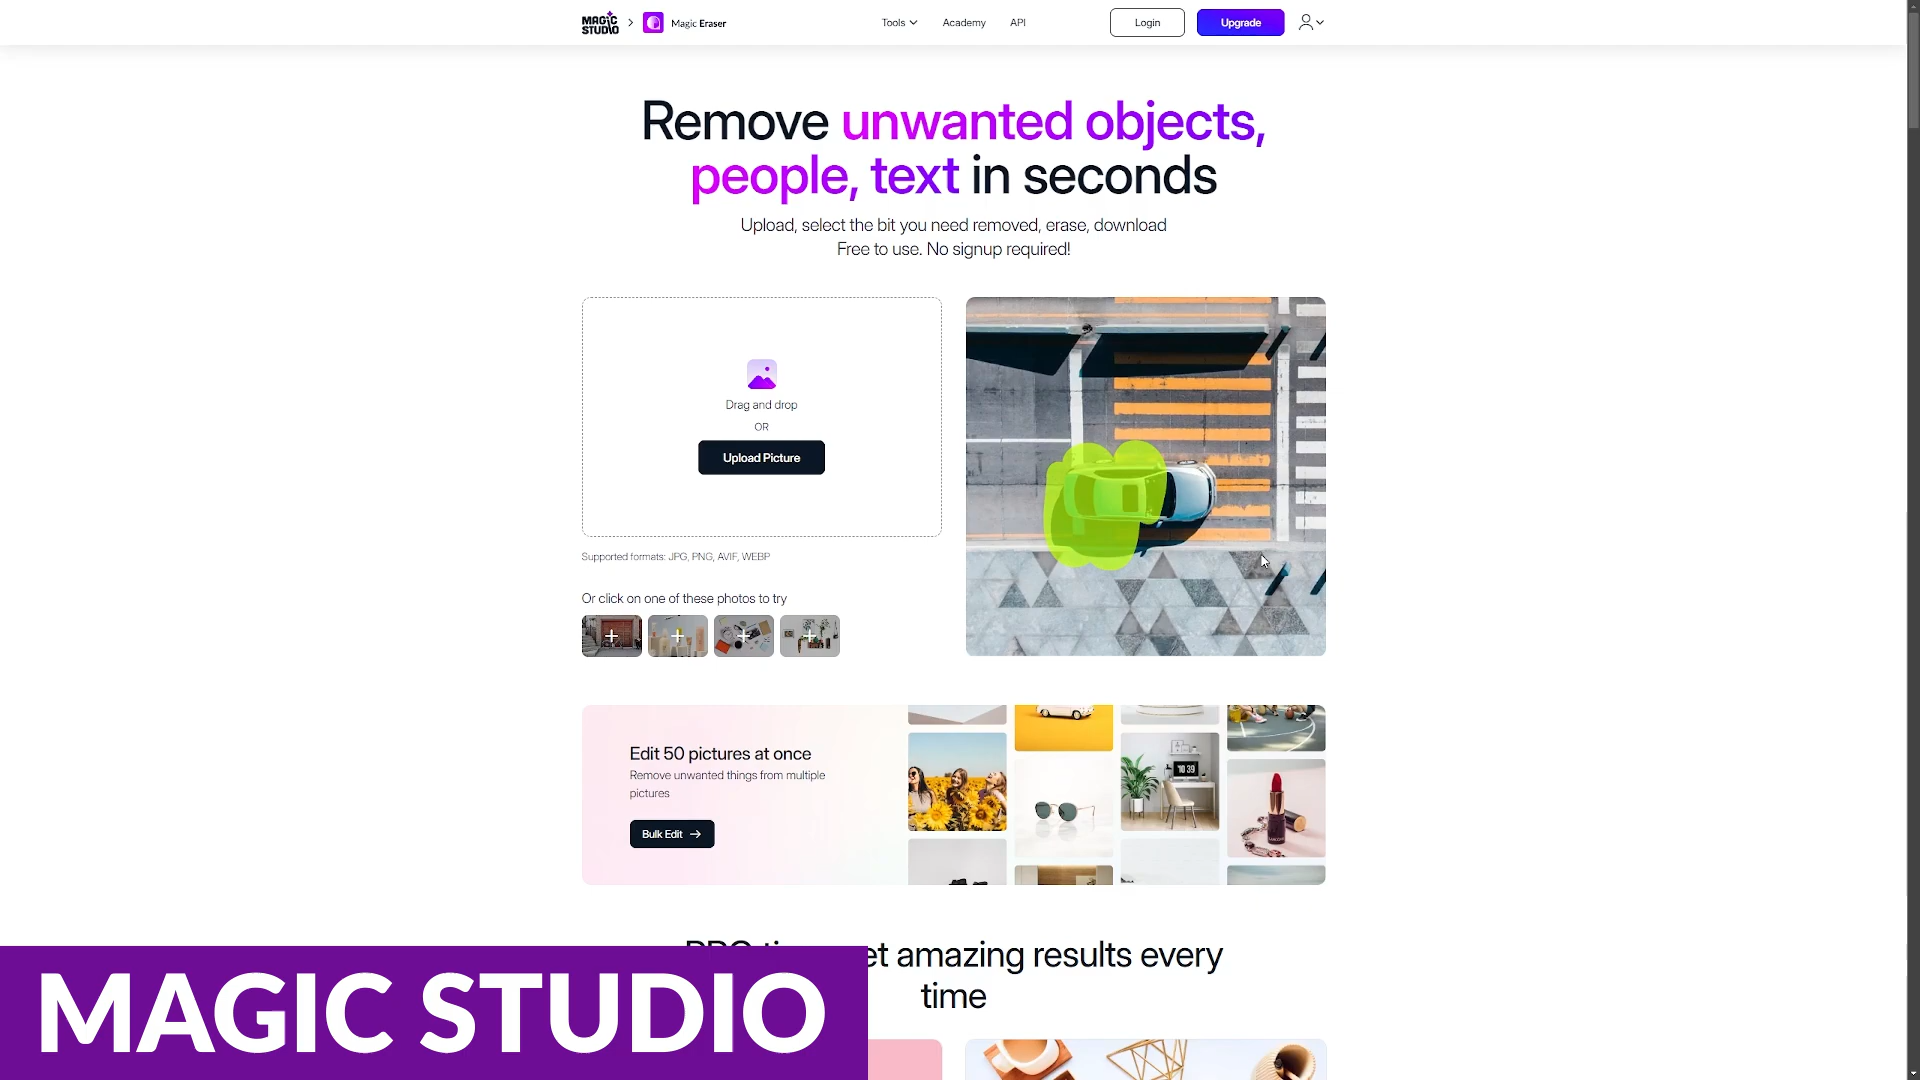 MAGIC STUDIO
Magic Eraser
Tools
Academy
API
Login
Upgrade
Remove unwanted objects,
people, text in seconds
Upload, select the bit you need removed, erase, download
Free to use. No signup required!
Drag and drop
OR
Upload Picture
Supported formats: JPG, PNG, AVIF, WEBP
Or click on one of these photos to try
Edit 50 pictures at once
Remove unwanted things from multiple
pictures
Bulk Edit
10 39
amazing results every
time
MAGIC STUDIO